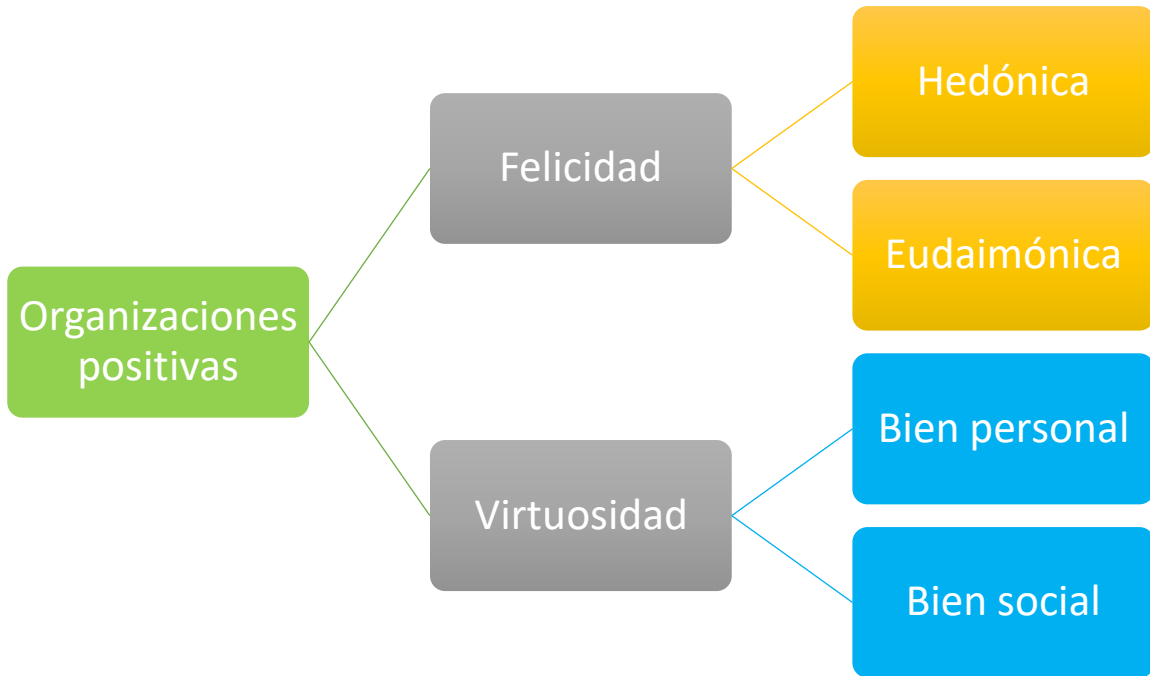 Organizaciones
positivas
Felicidad
Hedónica
Eudaimónica
Virtuosidad
Bien personal
Bien social